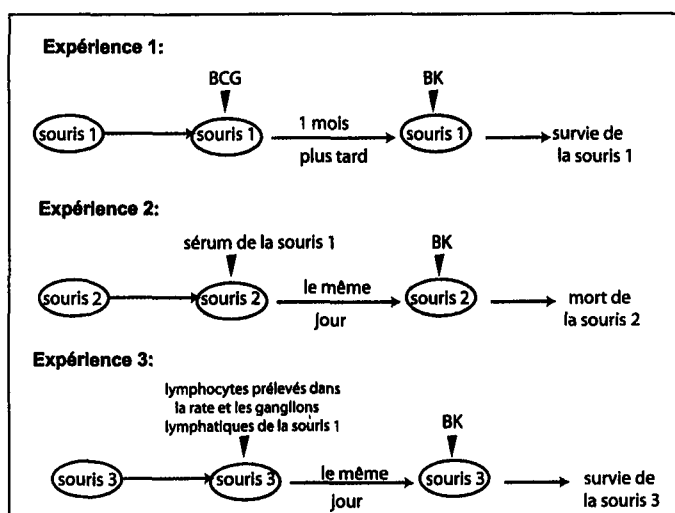 Expérience 1:
BCG
BK
souris 1
souris 1
1 mois
plus tard
souris 1
survie de
la souris 1
Expérience 2:
sérum de la souris 1
BK
souris 2
souris 2
le même
jour
souris 2
mort de
la souris 2
Expérience 3:
lymphocytes prélevés dans
la rate et les ganglions
lymphatiques de la souris 1
BK
souris 3
souris 3
le même
jour
souris 3
survie de
la souris 3